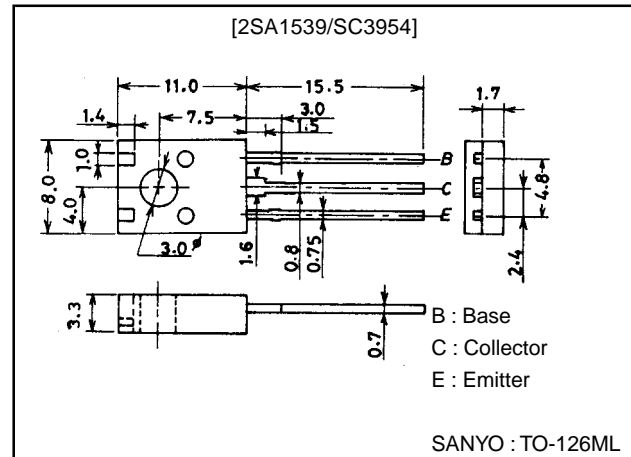 [2SA1539/SC3954]
11.0
15.5
1.4
7.5
3.0
1.5
1.7
1.0
8.0
4.0
B
C
E
4.8
3.0 ø
1.6
0.8
0.75
2.4
3.3
0.7
B : Base
C : Collector
E : Emitter
SANYO : TO-126ML